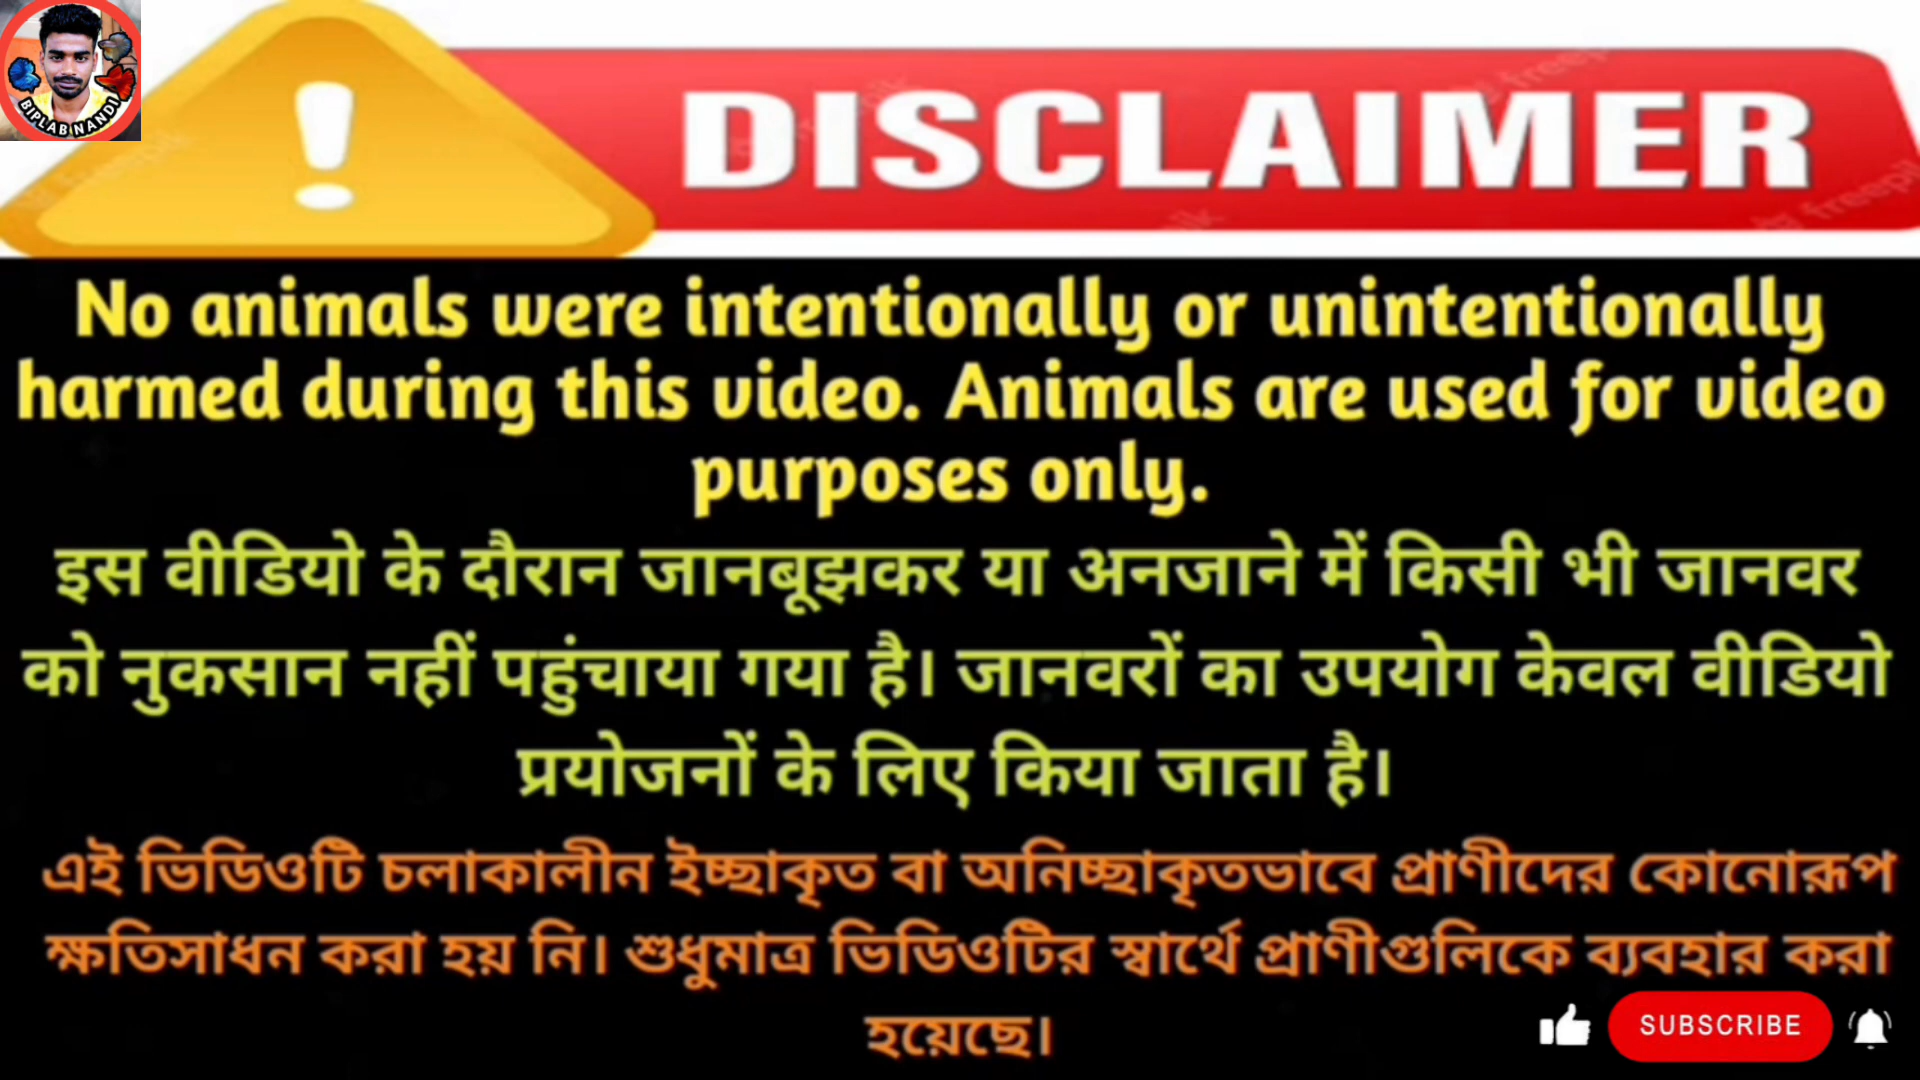 BIPLAB NANDI
DISCLAIMER
No animals were intentionally or unintentionally
harmed during this video. Animals are used for video
purposes only.
इस वीडियो के दौरान जानबूझकर या अनजाने में किसी भी जानवर
को नुकसान नहीं पहुंचाया गया है। जानवरों का उपयोग केवल वीडियो
प्रयोजनों के लिए किया जाता है।
এই ভিডিওটি চলাকালীন ইচ্ছাকৃত বা অনিচ্ছাকৃতভাবে প্রাণীদের কোনোরূপ
ক্ষতিসাধন করা হয় নি। শুধুমাত্র ভিডিওটির স্বার্থে প্রাণীগুলিকে ব্যবহার করা
হয়েছে।
SUBSCRIBE